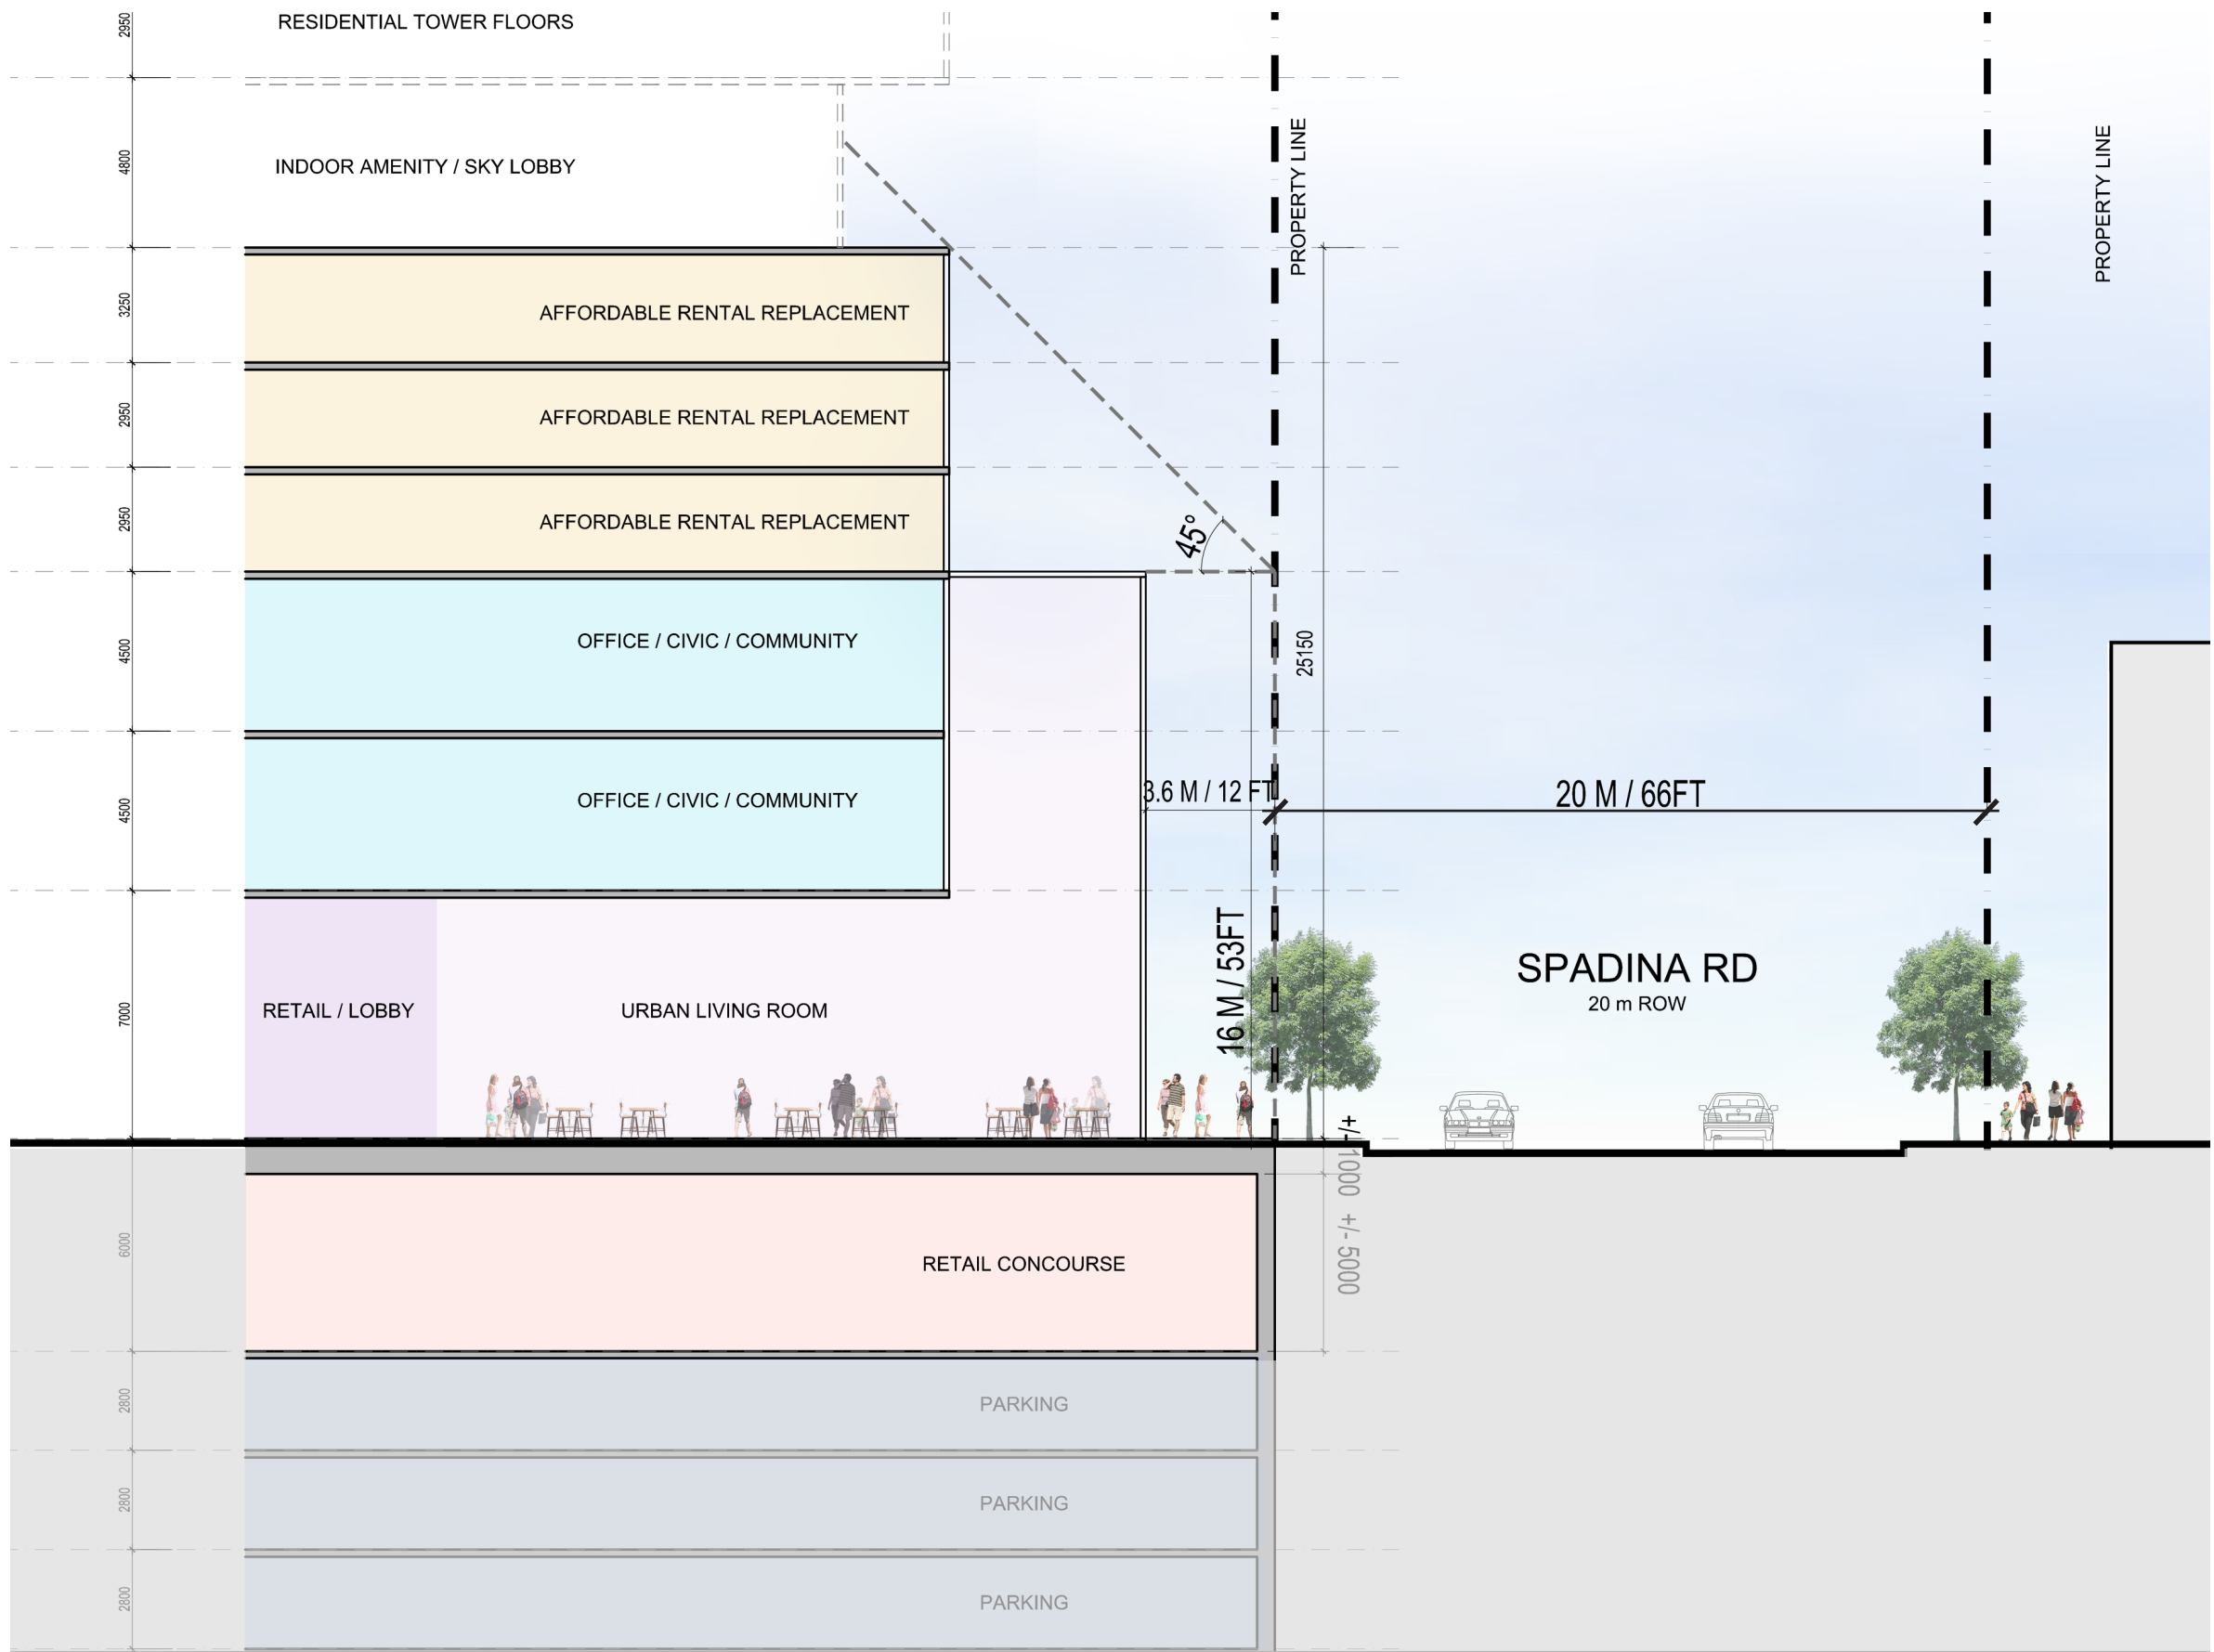 2950
RESIDENTIAL TOWER FLOORS
4800
INDOOR AMENITY / SKY LOBBY
PROPERTY LINE
PROPERTY LINE
3250
AFFORDABLE RENTAL REPLACEMENT
2950
AFFORDABLE RENTAL REPLACEMENT
2950
AFFORDABLE RENTAL REPLACEMENT
45°
4500
OFFICE / CIVIC / COMMUNITY
25150
4500
OFFICE / CIVIC / COMMUNITY
3.6 M / 12 FT
20 M / 66FT
16 M / 53FT
SPADINA RD
20 m ROW
7000
RETAIL / LOBBY
URBAN LIVING ROOM
+/-
1000
+/- 5000
6000
RETAIL CONCOURSE
2800
PARKING
2800
PARKING
2800
PARKING